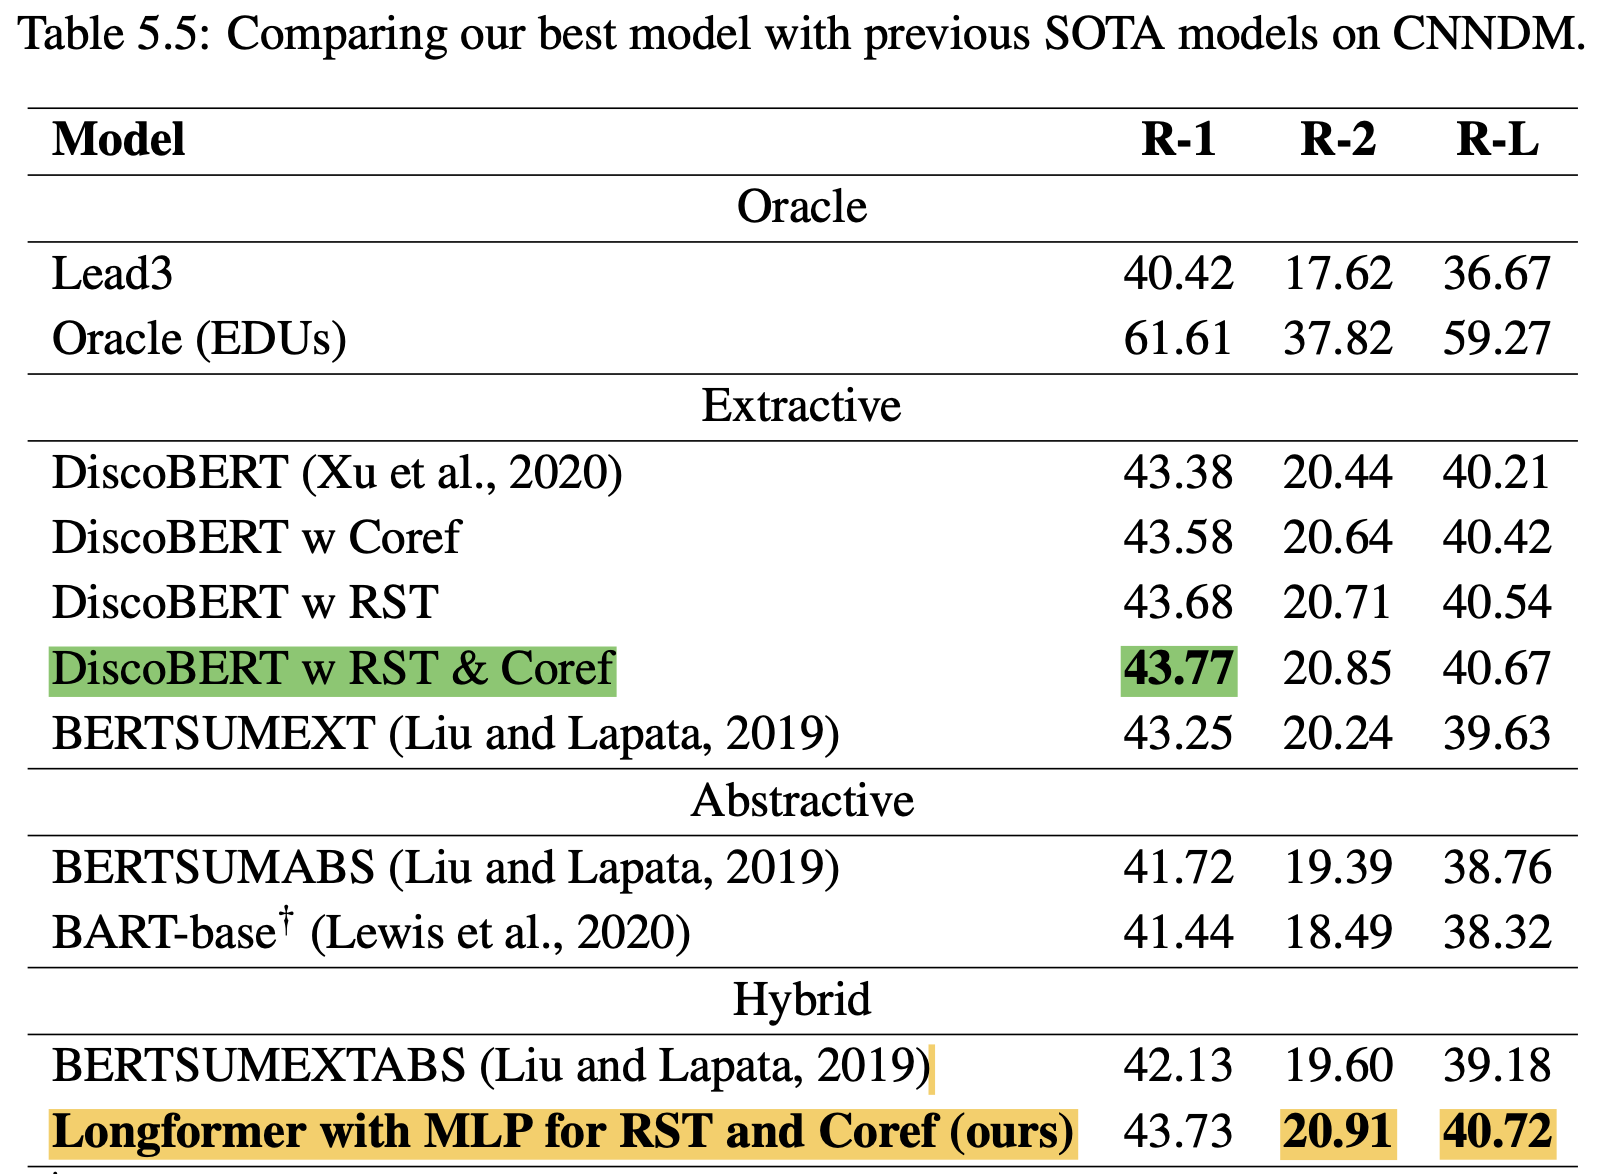 Table 5.5: Comparing our best model with previous SOTA models on CNNDM.
Model R-1 R-2 R-L
Oracle
Lead3 40.42 17.62 36.67
Oracle (EDUs) 61.61 37.82 59.27
Extractive
DiscoBERT (Xu et al., 2020) 43.38 20.44 40.21
DiscoBERT w Coref 43.58 20.64 40.42
DiscoBERT w RST 43.68 20.71 40.54
DiscoBERT w RST & Coref 43.77 20.85 40.67
BERTSUMEXT (Liu and Lapata, 2019) 43.25 20.24 39.63
Abstractive
BERTSUMABS (Liu and Lapata, 2019) 41.72 19.39 38.76
BART-base† (Lewis et al., 2020) 41.44 18.49 38.32
Hybrid
BERTSUMEXTABS (Liu and Lapata, 2019) 42.13 19.60 39.18
Longformer with MLP for RST and Coref (ours) 43.73 20.91 40.72